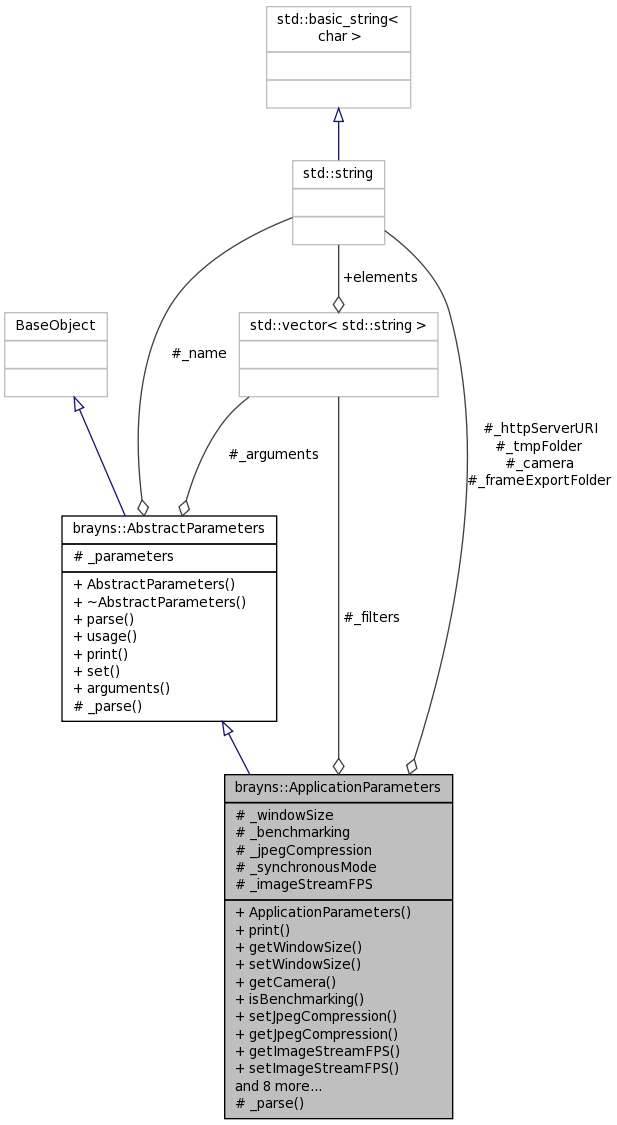 std::basic_string<
char >
std::string
+elements
BaseObject
std::vector< std::string >
#_name
#_arguments
#_httpServerURI
#_tmpFolder
#_camera
#_frameExportFolder
brayns::AbstractParameters
# _parameters
+ AbstractParameters()
+ ~AbstractParameters()
+ parse()
+ usage()
+ print()
+ set()
+ arguments()
# _parse()
#_filters
brayns::ApplicationParameters
# _windowSize
# _benchmarking
# _jpegCompression
# _synchronousMode
# _imageStreamFPS
+ ApplicationParameters()
+ print()
+ getWindowSize()
+ setWindowSize()
+ getCamera()
+ isBenchmarking()
+ setJpegCompression()
+ getJpegCompression()
+ getImageStreamFPS()
+ setImageStreamFPS()
and 8 more...
# _parse()